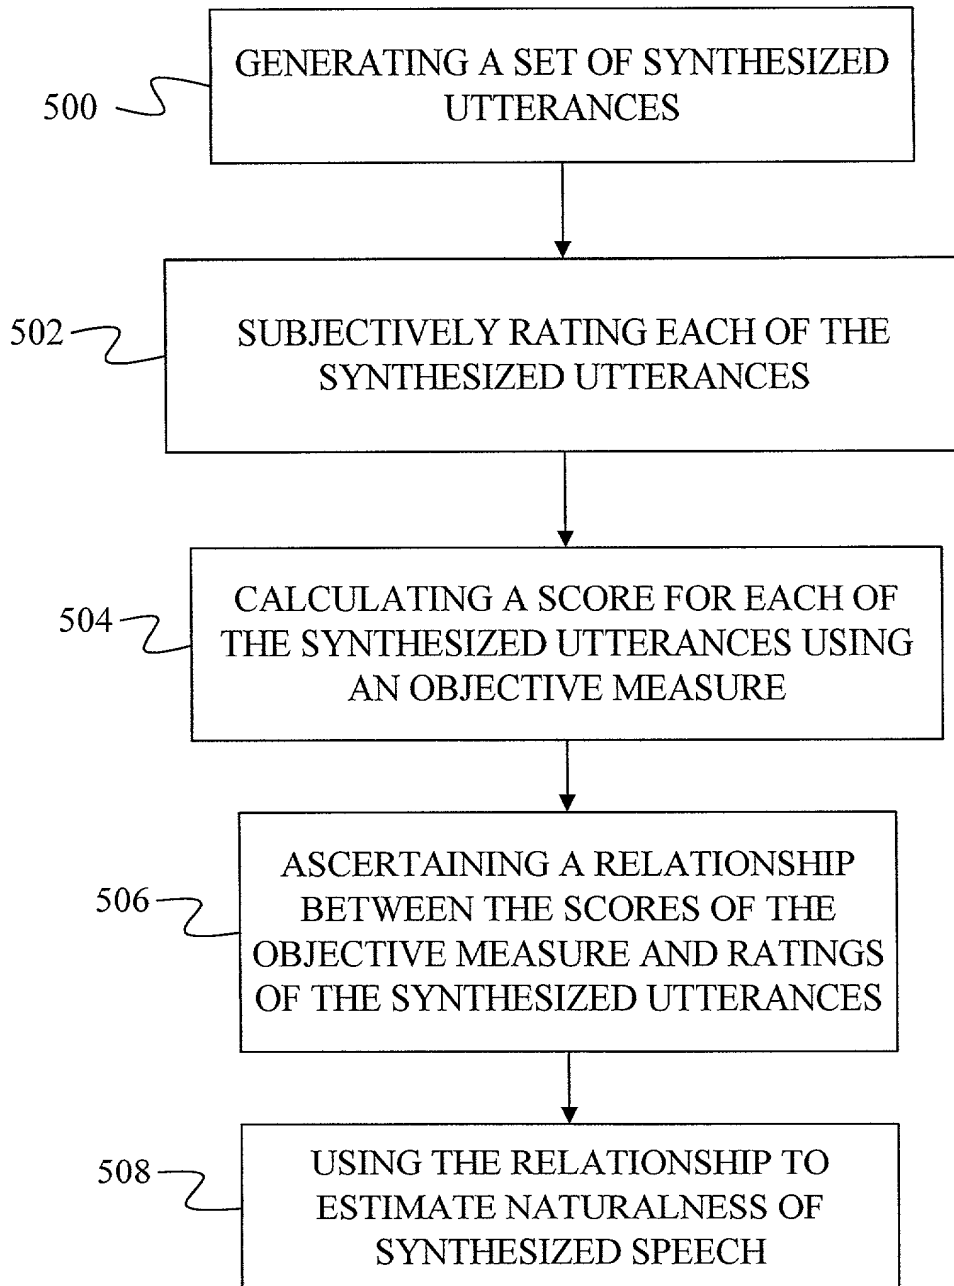 GENERATING A SET OF SYNTHESIZED
UTTERANCES
500
SUBJECTIVELY RATING EACH OF THE
SYNTHESIZED UTTERANCES
502
CALCULATING A SCORE FOR EACH OF
THE SYNTHESIZED UTTERANCES USING
AN OBJECTIVE MEASURE
504
ASCERTAINING A RELATIONSHIP
BETWEEN THE SCORES OF THE
OBJECTIVE MEASURE AND RATINGS
OF THE SYNTHESIZED UTTERANCES
506
USING THE RELATIONSHIP TO
ESTIMATE NATURALNESS OF
SYNTHESIZED SPEECH
508